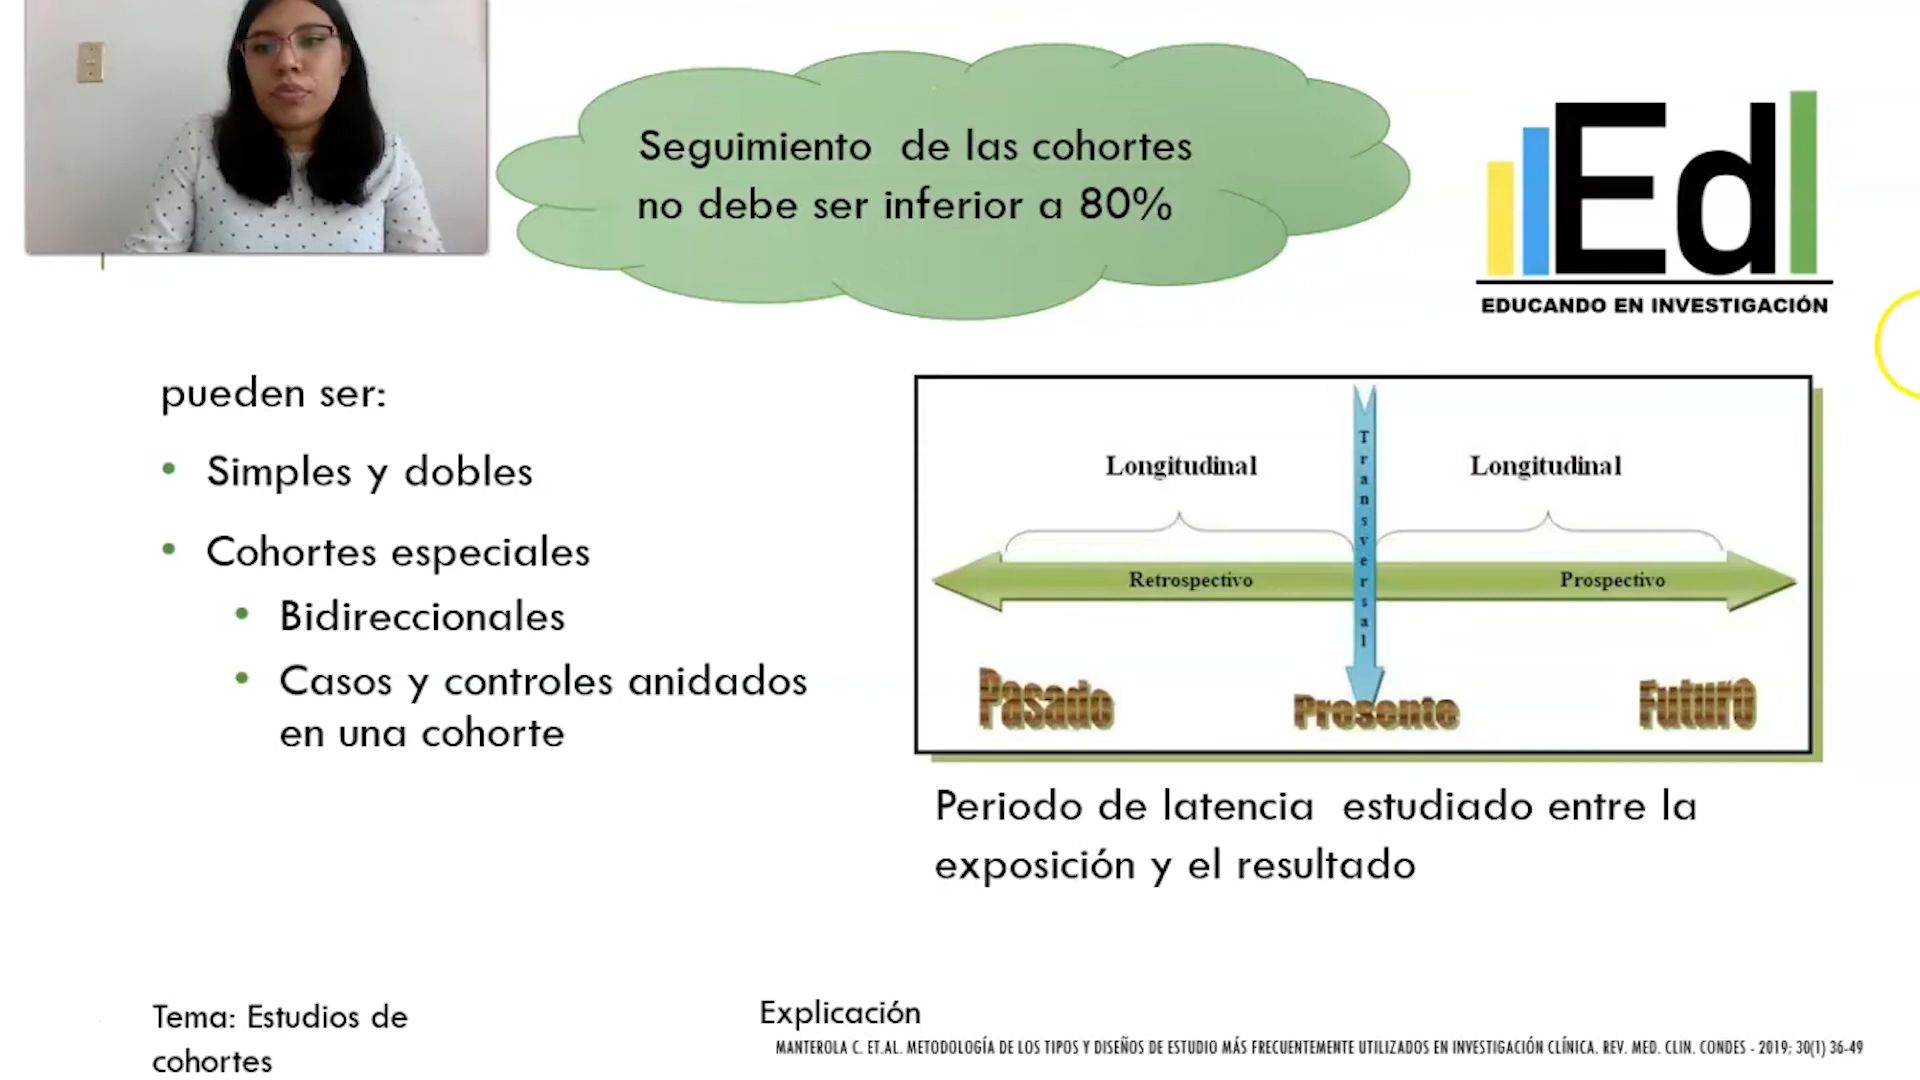 Seguimiento de las cohortes
no debe ser inferior a 80%
EdI
EDUCANDO EN INVESTIGACIÓN
pueden ser:
• Simples y dobles
• Cohortes especiales
• Bidireccionales
• Casos y controles anidados
en una cohorte
Longitudinal
Transversal
Longitudinal
Retrospectivo
Prospectivo
Pasado
Presente
Futuro
Periodo de latencia estudiado entre la
exposición y el resultado
Tema: Estudios de
cohortes
Explicación
MANTEROLA C. ET.AL. METODOLOGÍA DE LOS TIPOS Y DISEÑOS DE ESTUDIO MÁS FRECUENTEMENTE UTILIZADOS EN INVESTIGACIÓN CLÍNICA. REV. MED. CLIN. CONDES - 2019; 30(1) 36-49